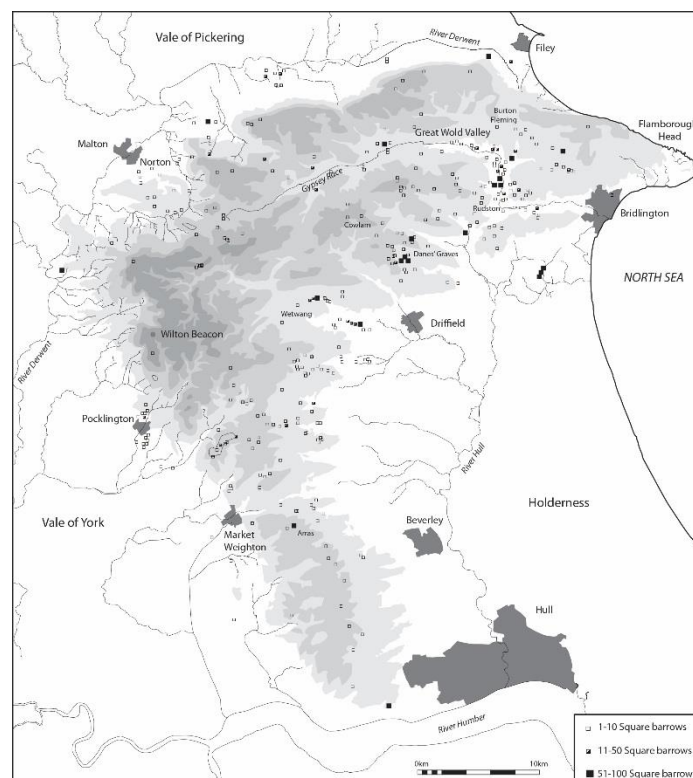 Vale of Pickering
River Derwent
Filey
Burton
Fleming
Flamborough
Head
Great Wold Valley
Malton
Norton
Gypsey Race
Rudston
Bridlington
Cowlam
Danes' Graves
NORTH SEA
Wetwang
Driffield
Wilton Beacon
River Derwent
Pocklington
River Hull
Holderness
Vale of York
Beverley
Market
Weighton
Arras
Hull
River Humber
1-10 Square barrows
11-50 Square barrows
51-100 Square barrows
0km 10km